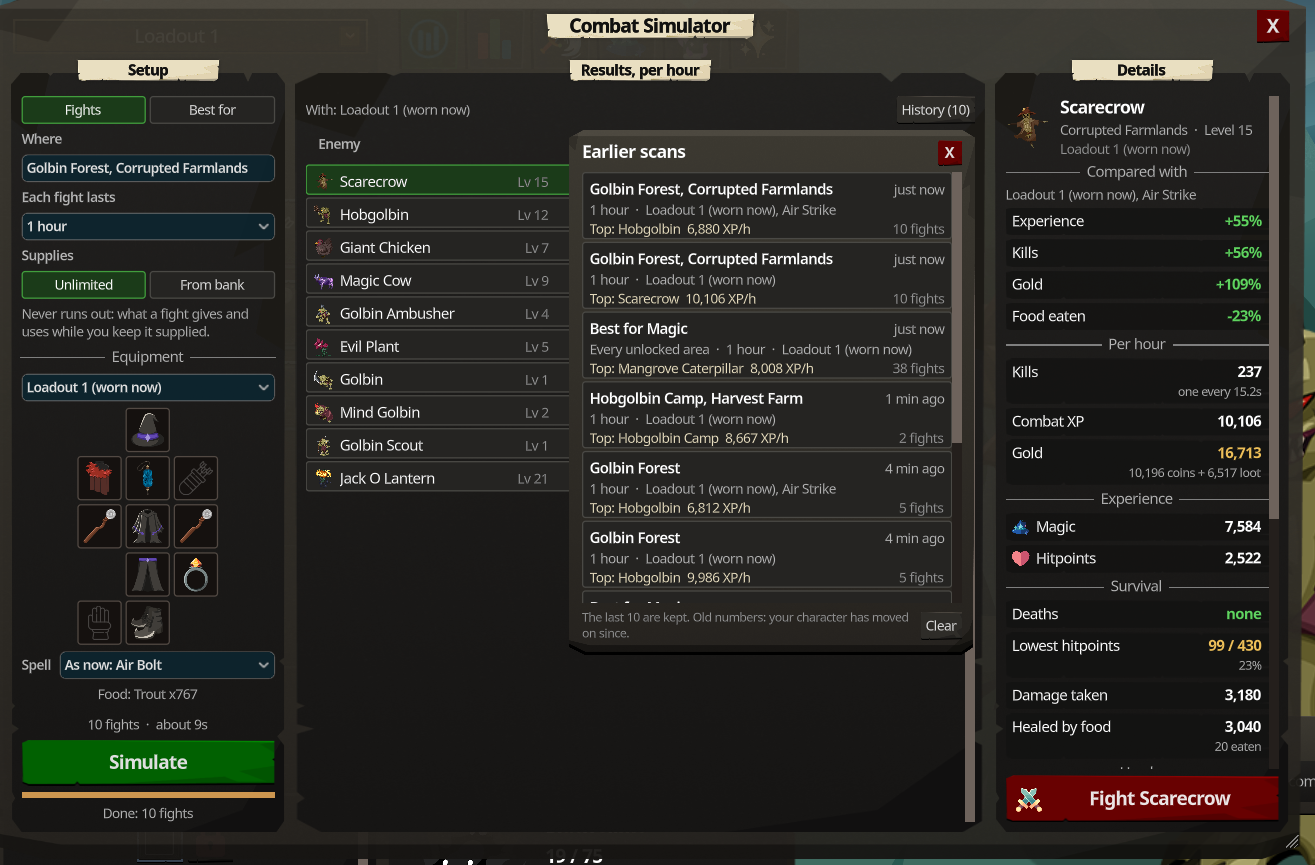 Loadout 1
Combat Simulator
X
Setup
Fights
Best for
Where
Golbin Forest, Corrupted Farmlands
Each fight lasts
1 hour
Supplies
Unlimited
From bank
Never runs out: what a fight gives and
uses while you keep it supplied.
Equipment
Loadout 1 (worn now)
Spell
As now: Air Bolt
Food: Trout x767
10 fights · about 9s
Simulate
Done: 10 fights
Results, per hour
With: Loadout 1 (worn now)
History (10)
Enemy
Scarecrow Lv 15
Hobgolbin Lv 12
Giant Chicken Lv 7
Magic Cow Lv 9
Golbin Ambusher Lv 4
Evil Plant Lv 5
Golbin Lv 1
Mind Golbin Lv 2
Golbin Scout Lv 1
Jack O Lantern Lv 21
Earlier scans
X
Golbin Forest, Corrupted Farmlands just now
1 hour · Loadout 1 (worn now), Air Strike
Top: Hobgolbin 6,880 XP/h 10 fights
Golbin Forest, Corrupted Farmlands just now
1 hour · Loadout 1 (worn now)
Top: Scarecrow 10,106 XP/h 10 fights
Best for Magic just now
Every unlocked area · 1 hour · Loadout 1 (worn now)
Top: Mangrove Caterpillar 8,008 XP/h 38 fights
Hobgolbin Camp, Harvest Farm 1 min ago
1 hour · Loadout 1 (worn now)
Top: Hobgolbin Camp 8,667 XP/h 2 fights
Golbin Forest 4 min ago
1 hour · Loadout 1 (worn now), Air Strike
Top: Hobgolbin 6,812 XP/h 5 fights
Golbin Forest 4 min ago
1 hour · Loadout 1 (worn now)
Top: Hobgolbin 9,986 XP/h 5 fights
The last 10 are kept. Old numbers: your character has moved
on since.
Clear
Details
Scarecrow
Corrupted Farmlands · Level 15
Loadout 1 (worn now)
Compared with
Loadout 1 (worn now), Air Strike
Experience +55%
Kills +56%
Gold +109%
Food eaten -23%
Per hour
Kills 237
one every 15.2s
Combat XP 10,106
Gold 16,713
10,196 coins + 6,517 loot
Experience
Magic 7,584
Hitpoints 2,522
Survival
Deaths none
Lowest hitpoints 99 / 430
23%
Damage taken 3,180
Healed by food 3,040
20 eaten
Fight Scarecrow